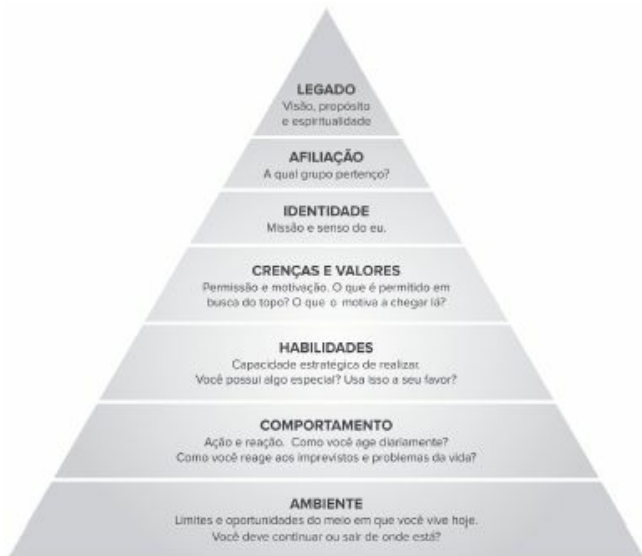 LEGADO
Visão, propósito
e espiritualidade
AFILIAÇÃO
A qual grupo pertenço?
IDENTIDADE
Missão e senso do eu.
CRENÇAS E VALORES
Permissão e motivação. O que é permitido em
busca do topo? O que o motiva a chegar lá?
HABILIDADES
Capacidade estratégica de realizar.
Você possui algo especial? Usa isso a seu favor?
COMPORTAMENTO
Ação e reação. Como você age diariamente?
Como você reage aos imprevistos e problemas da vida?
AMBIENTE
Limites e oportunidades do meio em que você vive hoje.
Você deve continuar ou sair de onde está?